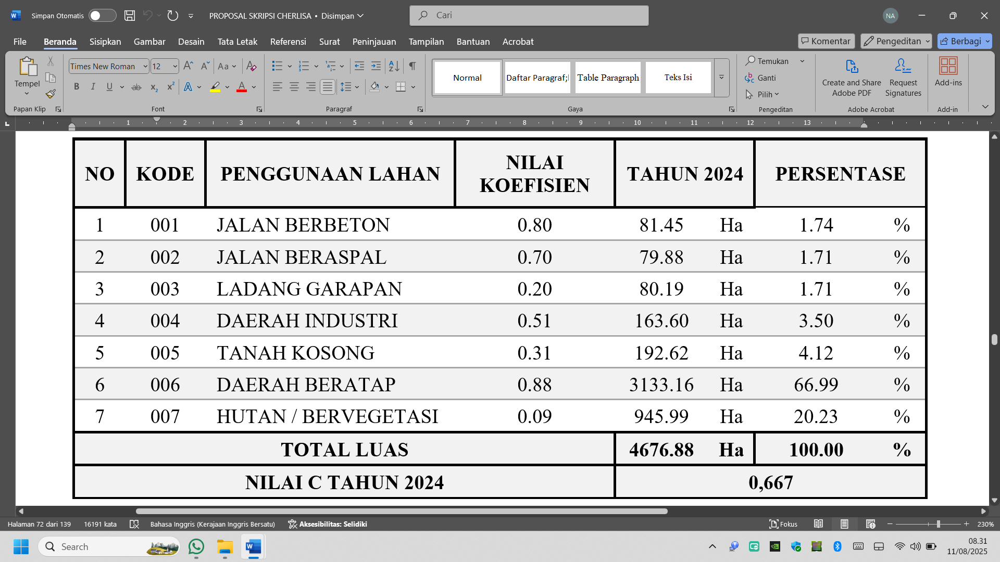 Simpan Otomatis
PROPOSAL SKRIPSI CHERLISA • Disimpan
Cari
NA
File Beranda Sisipkan Gambar Desain Tata Letak Referensi Surat Peninjauan Tampilan Bantuan Acrobat
Komentar Pengeditan Berbagi
Tempel
Papan Klip
Times New Roman 12
Font
Paragraf
Normal
Daftar Paragraf;
Table Paragraph
Teks Isi
Gaya
Temukan
Ganti
Pilih
Pengeditan
Create and Share
Adobe PDF
Request
Signatures
Adobe Acrobat
Add-ins
Add-in
1 2 3 4 5 6 7 8 9 10 11 12 13
NO KODE PENGGUNAAN LAHAN NILAI KOEFISIEN TAHUN 2024 PERSENTASE
1 001 JALAN BERBETON 0.80 81.45 Ha 1.74 %
2 002 JALAN BERASPAL 0.70 79.88 Ha 1.71 %
3 003 LADANG GARAPAN 0.20 80.19 Ha 1.71 %
4 004 DAERAH INDUSTRI 0.51 163.60 Ha 3.50 %
5 005 TANAH KOSONG 0.31 192.62 Ha 4.12 %
6 006 DAERAH BERATAP 0.88 3133.16 Ha 66.99 %
7 007 HUTAN / BERVEGETASI 0.09 945.99 Ha 20.23 %
TOTAL LUAS 4676.88 Ha 100.00 %
NILAI C TAHUN 2024 0,667
Halaman 72 dari 139 16191 kata Bahasa Inggris (Kerajaan Inggris Bersatu) Aksesibilitas: Selidiki Fokus 230%
Search
08.31
11/08/2025